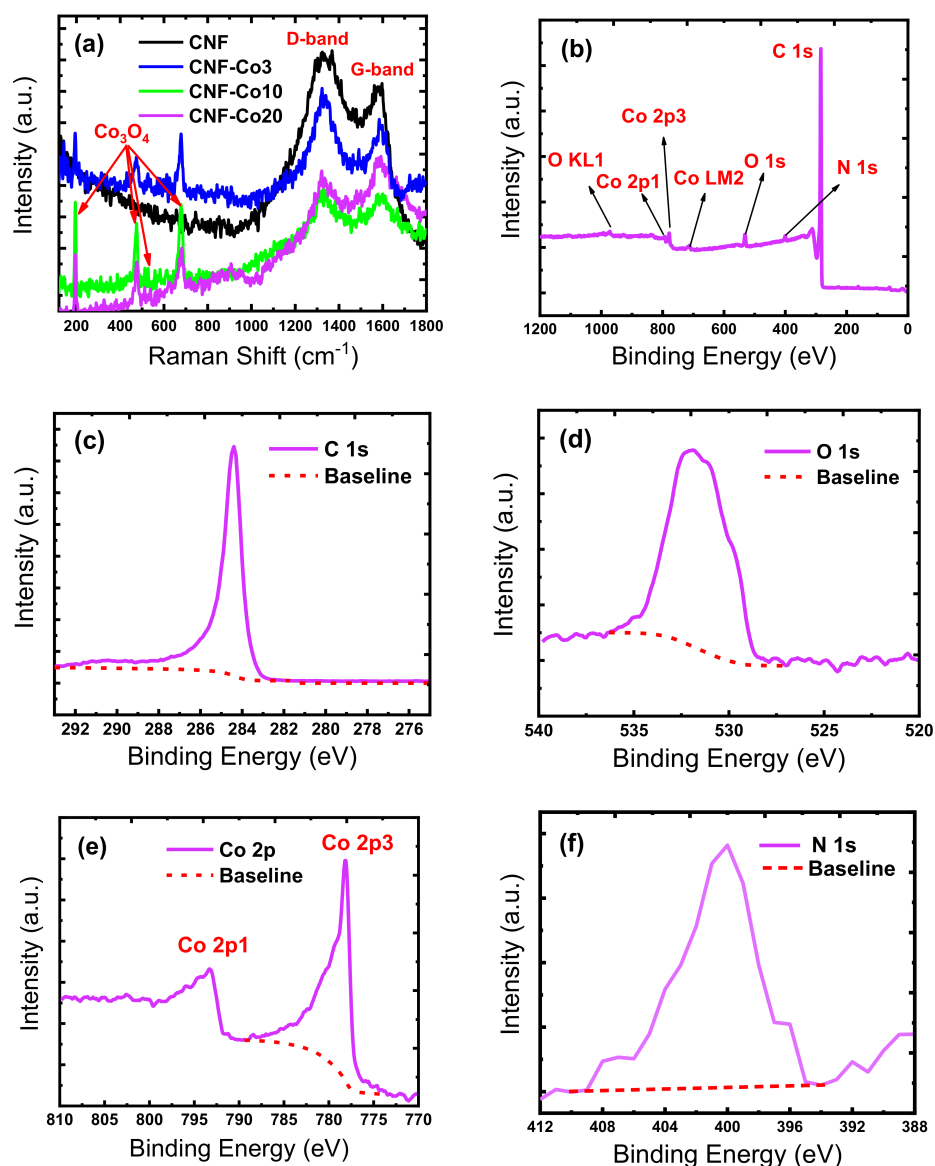 (a)
CNF
CNF-Co3
CNF-Co10
CNF-Co20
D-band
G-band
Co₃O₄
Intensity (a.u.)
200 400 600 800 1000 1200 1400 1600 1800
Raman Shift (cm⁻¹)
(b)
C 1s
Co 2p3
O KL1
Co 2p1
Co LM2
O 1s
N 1s
Intensity (a.u.)
1200 1000 800 600 400 200 0
Binding Energy (eV)
(c)
C 1s
Baseline
Intensity (a.u.)
292 290 288 286 284 282 280 278 276
Binding Energy (eV)
(d)
O 1s
Baseline
Intensity (a.u.)
540 535 530 525 520
Binding Energy (eV)
(e)
Co 2p
Baseline
Co 2p3
Co 2p1
Intensity (a.u.)
810 805 800 795 790 785 780 775 770
Binding Energy (eV)
(f)
N 1s
Baseline
Intensity (a.u.)
412 408 404 400 396 392 388
Binding Energy (eV)